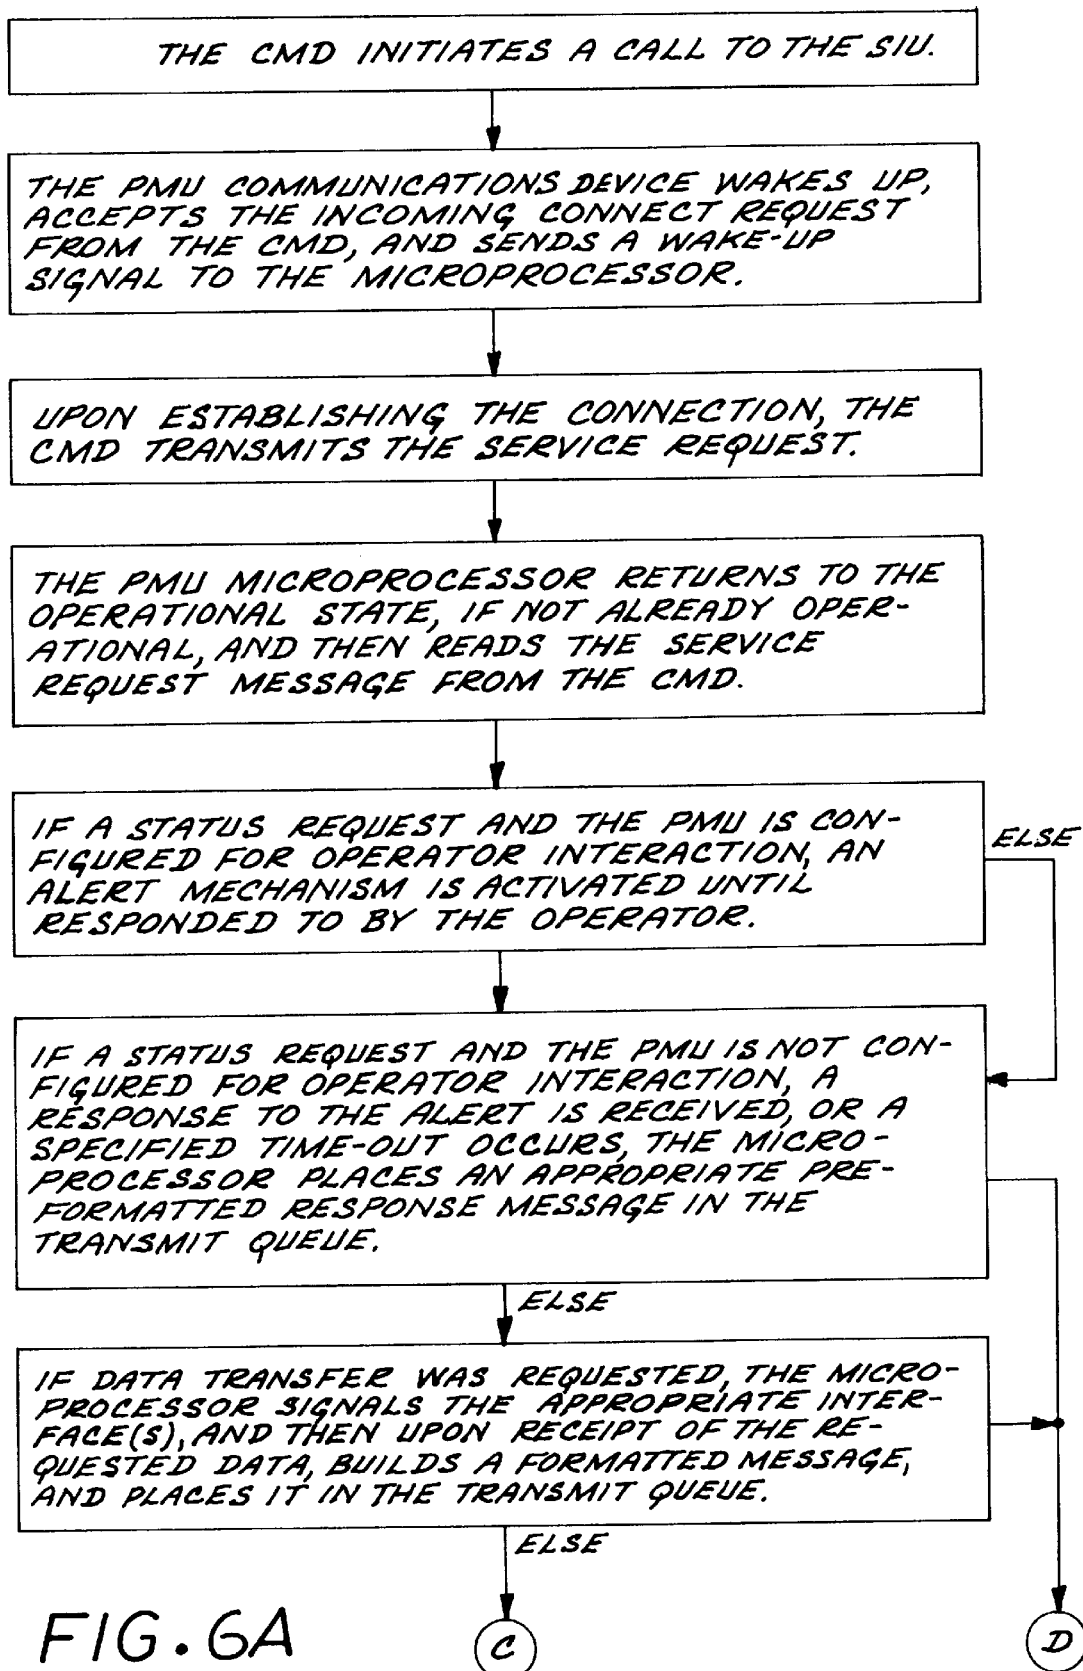 THE CMD INITIATES A CALL TO THE SIU.
THE PMU COMMUNICATIONS DEVICE WAKES UP,
ACCEPTS THE INCOMING CONNECT REQUEST
FROM THE CMD, AND SENDS A WAKE-UP
SIGNAL TO THE MICROPROCESSOR.
UPON ESTABLISHING THE CONNECTION, THE
CMD TRANSMITS THE SERVICE REQUEST.
THE PMU MICROPROCESSOR RETURNS TO THE
OPERATIONAL STATE, IF NOT ALREADY OPER-
ATIONAL, AND THEN READS THE SERVICE
REQUEST MESSAGE FROM THE CMD.
IF A STATUS REQUEST AND THE PMU IS CON-
FIGURED FOR OPERATOR INTERACTION, AN
ALERT MECHANISM IS ACTIVATED UNTIL
RESPONDED TO BY THE OPERATOR.
ELSE
IF A STATUS REQUEST AND THE PMU IS NOT CON-
FIGURED FOR OPERATOR INTERACTION, A
RESPONSE TO THE ALERT IS RECEIVED, OR A
SPECIFIED TIME-OUT OCCURS, THE MICRO-
PROCESSOR PLACES AN APPROPRIATE PRE-
FORMATTED RESPONSE MESSAGE IN THE
TRANSMIT QUEUE.
ELSE
IF DATA TRANSFER WAS REQUESTED, THE MICRO-
PROCESSOR SIGNALS THE APPROPRIATE INTER-
FACE(S), AND THEN UPON RECEIPT OF THE RE-
QUESTED DATA, BUILDS A FORMATTED MESSAGE,
AND PLACES IT IN THE TRANSMIT QUEUE.
ELSE
FIG. 6A
C
D